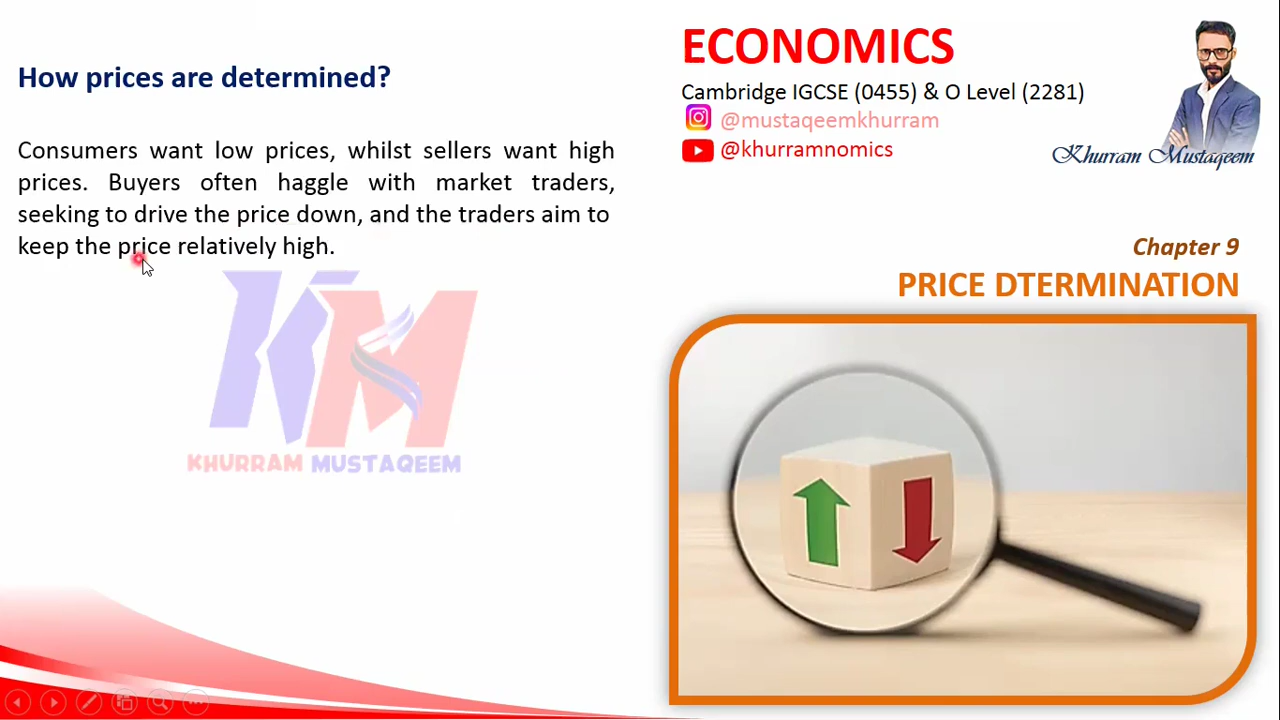 How prices are determined?
Consumers want low prices, whilst sellers want high
prices. Buyers often haggle with market traders,
seeking to drive the price down, and the traders aim to
keep the price relatively high.
KM
KHURRAM MUSTAQEEM
ECONOMICS
Cambridge IGCSE (0455) & O Level (2281)
@mustaqeemkhurram
@khurramnomics
Khurram Mustaqeem
Chapter 9
PRICE DTERMINATION